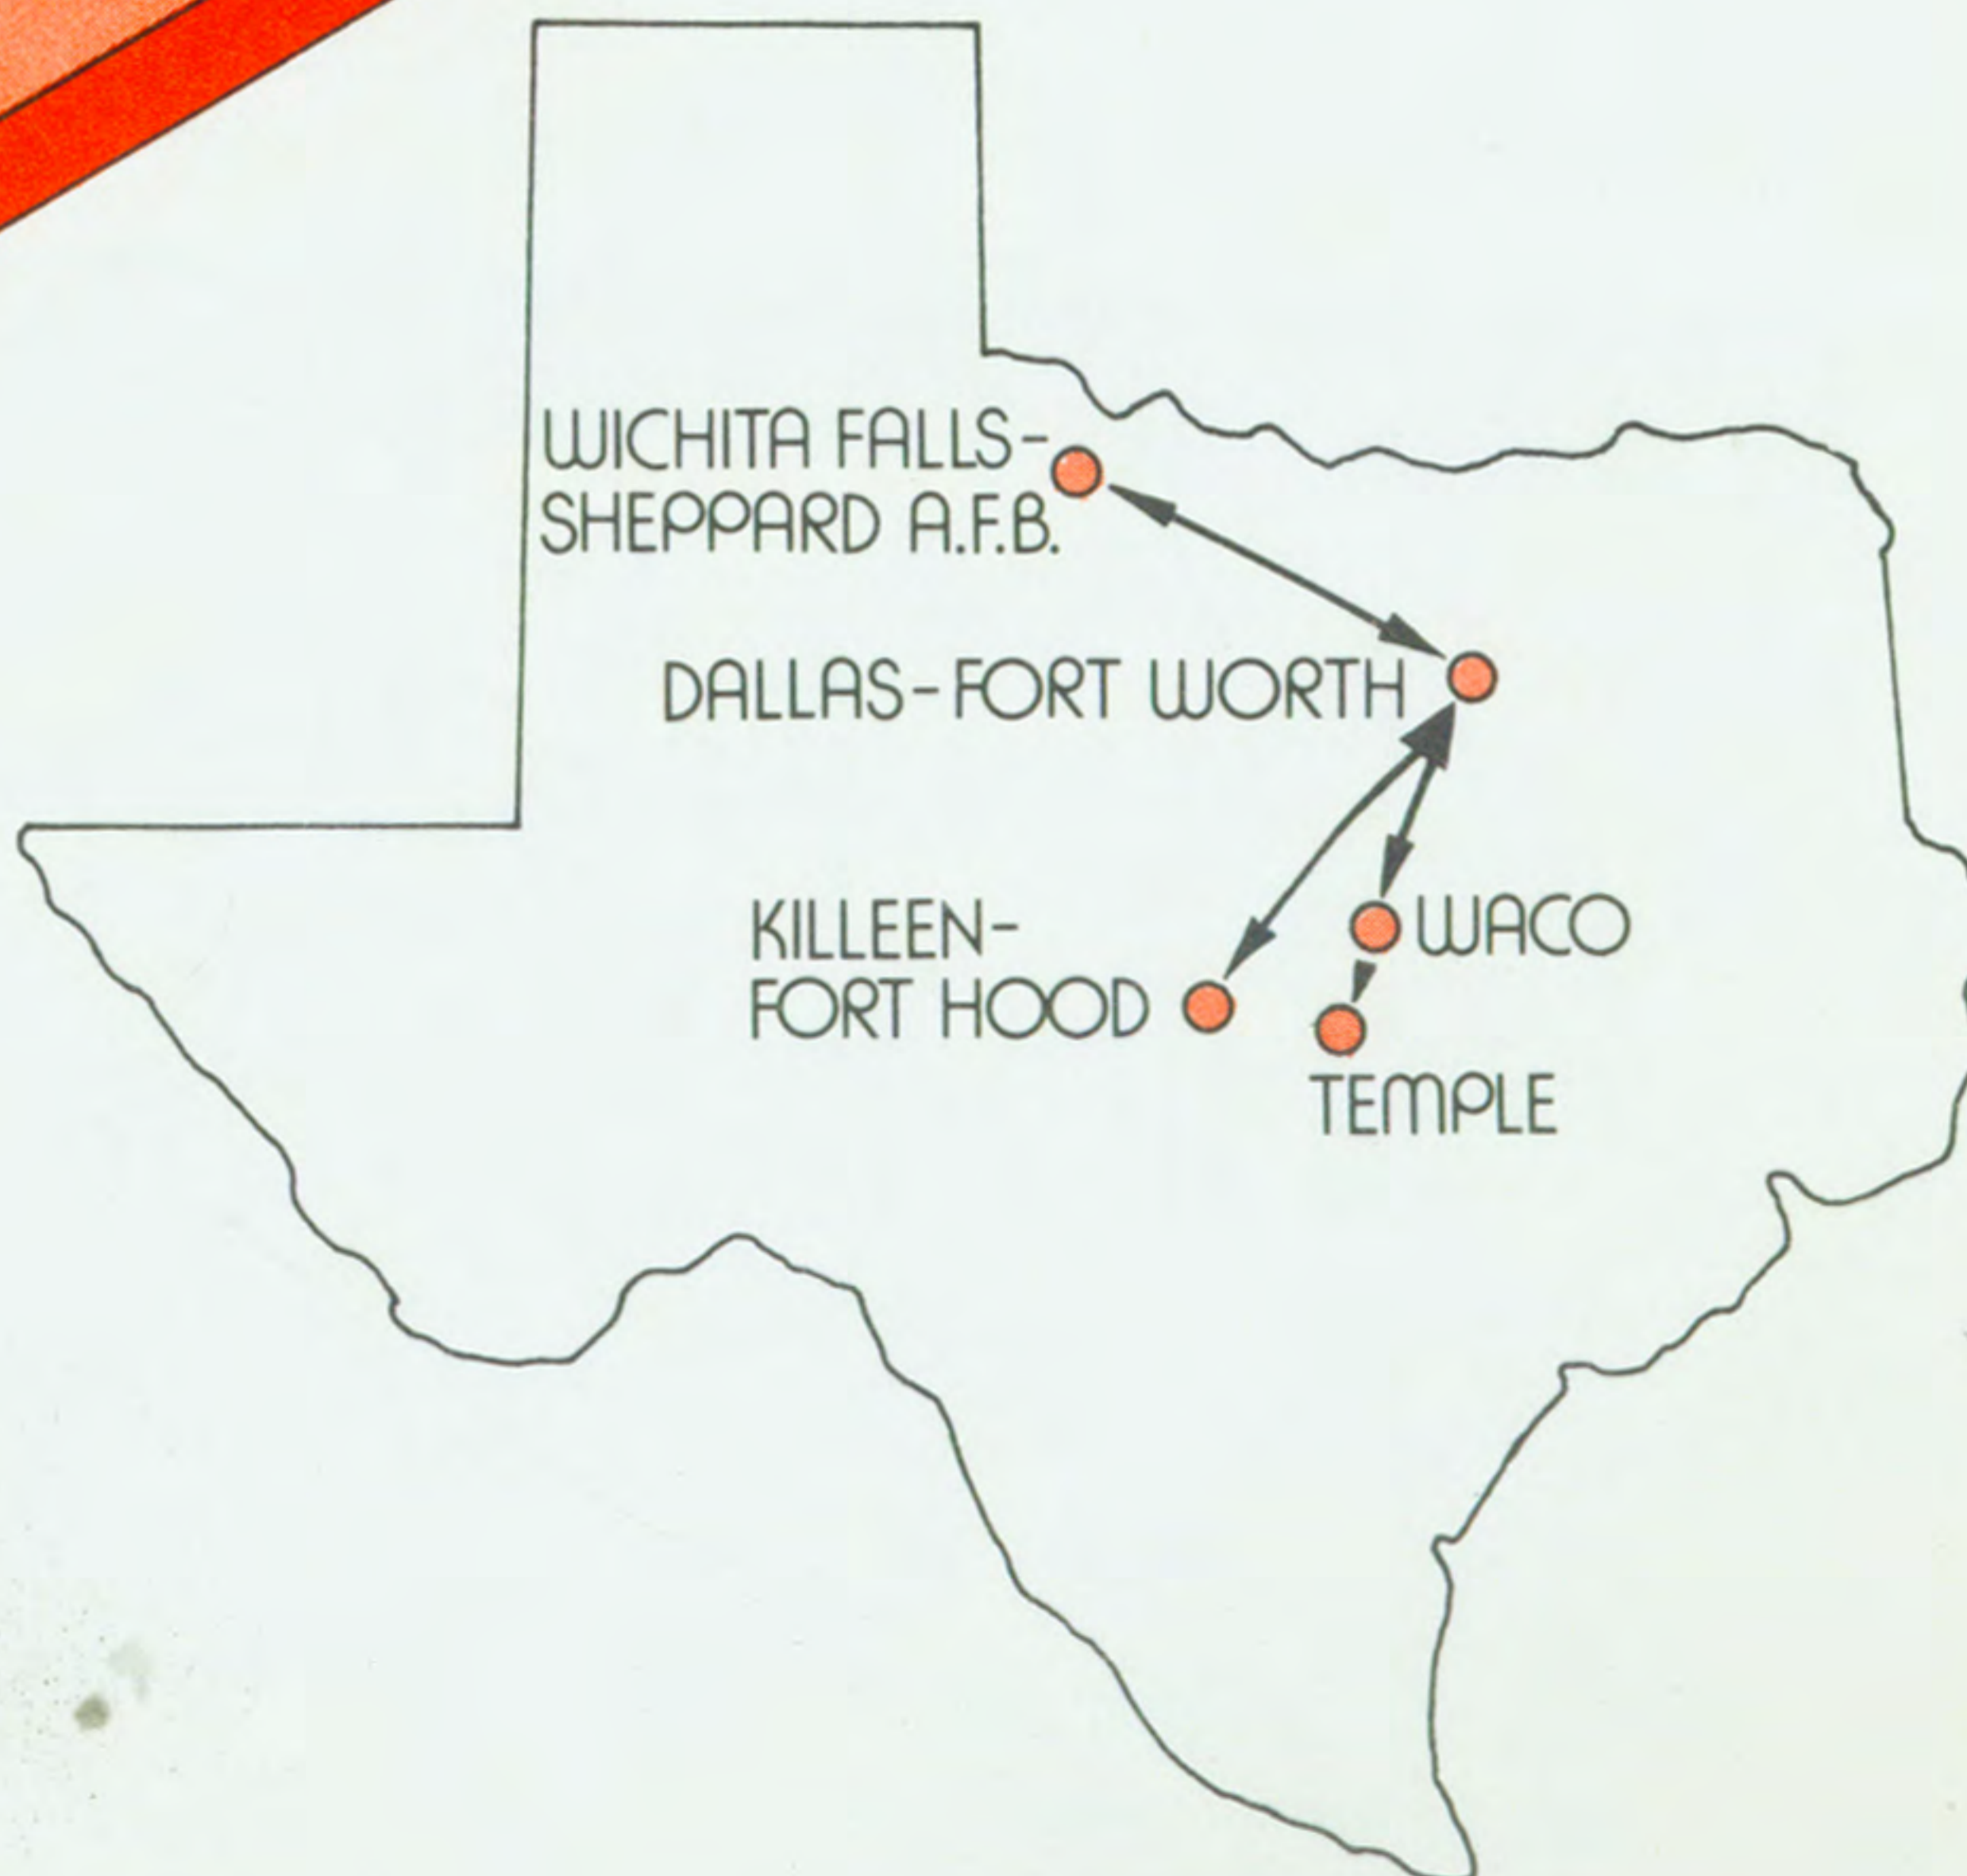 WICHITA FALLS-
SHEPPARD A.F.B.
DALLAS-FORT WORTH
KILLEEN-
FORT HOOD
WACO
TEMPLE